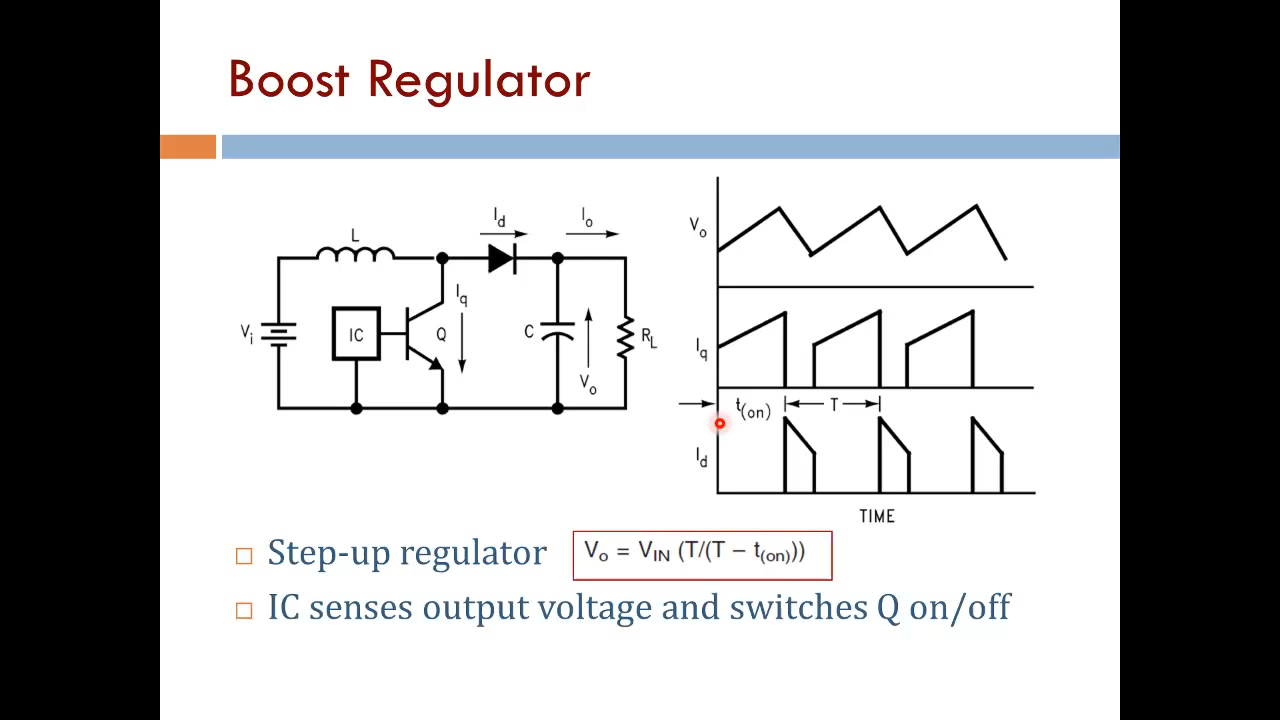 Boost Regulator
L
Id
Io
Vi
IC
Iq
Q
C
Vo
RL
Vo
Iq
t(on)
T
Id
TIME
Step-up regulator
Vo = VIN (T/(T − t(on)))
IC senses output voltage and switches Q on/off